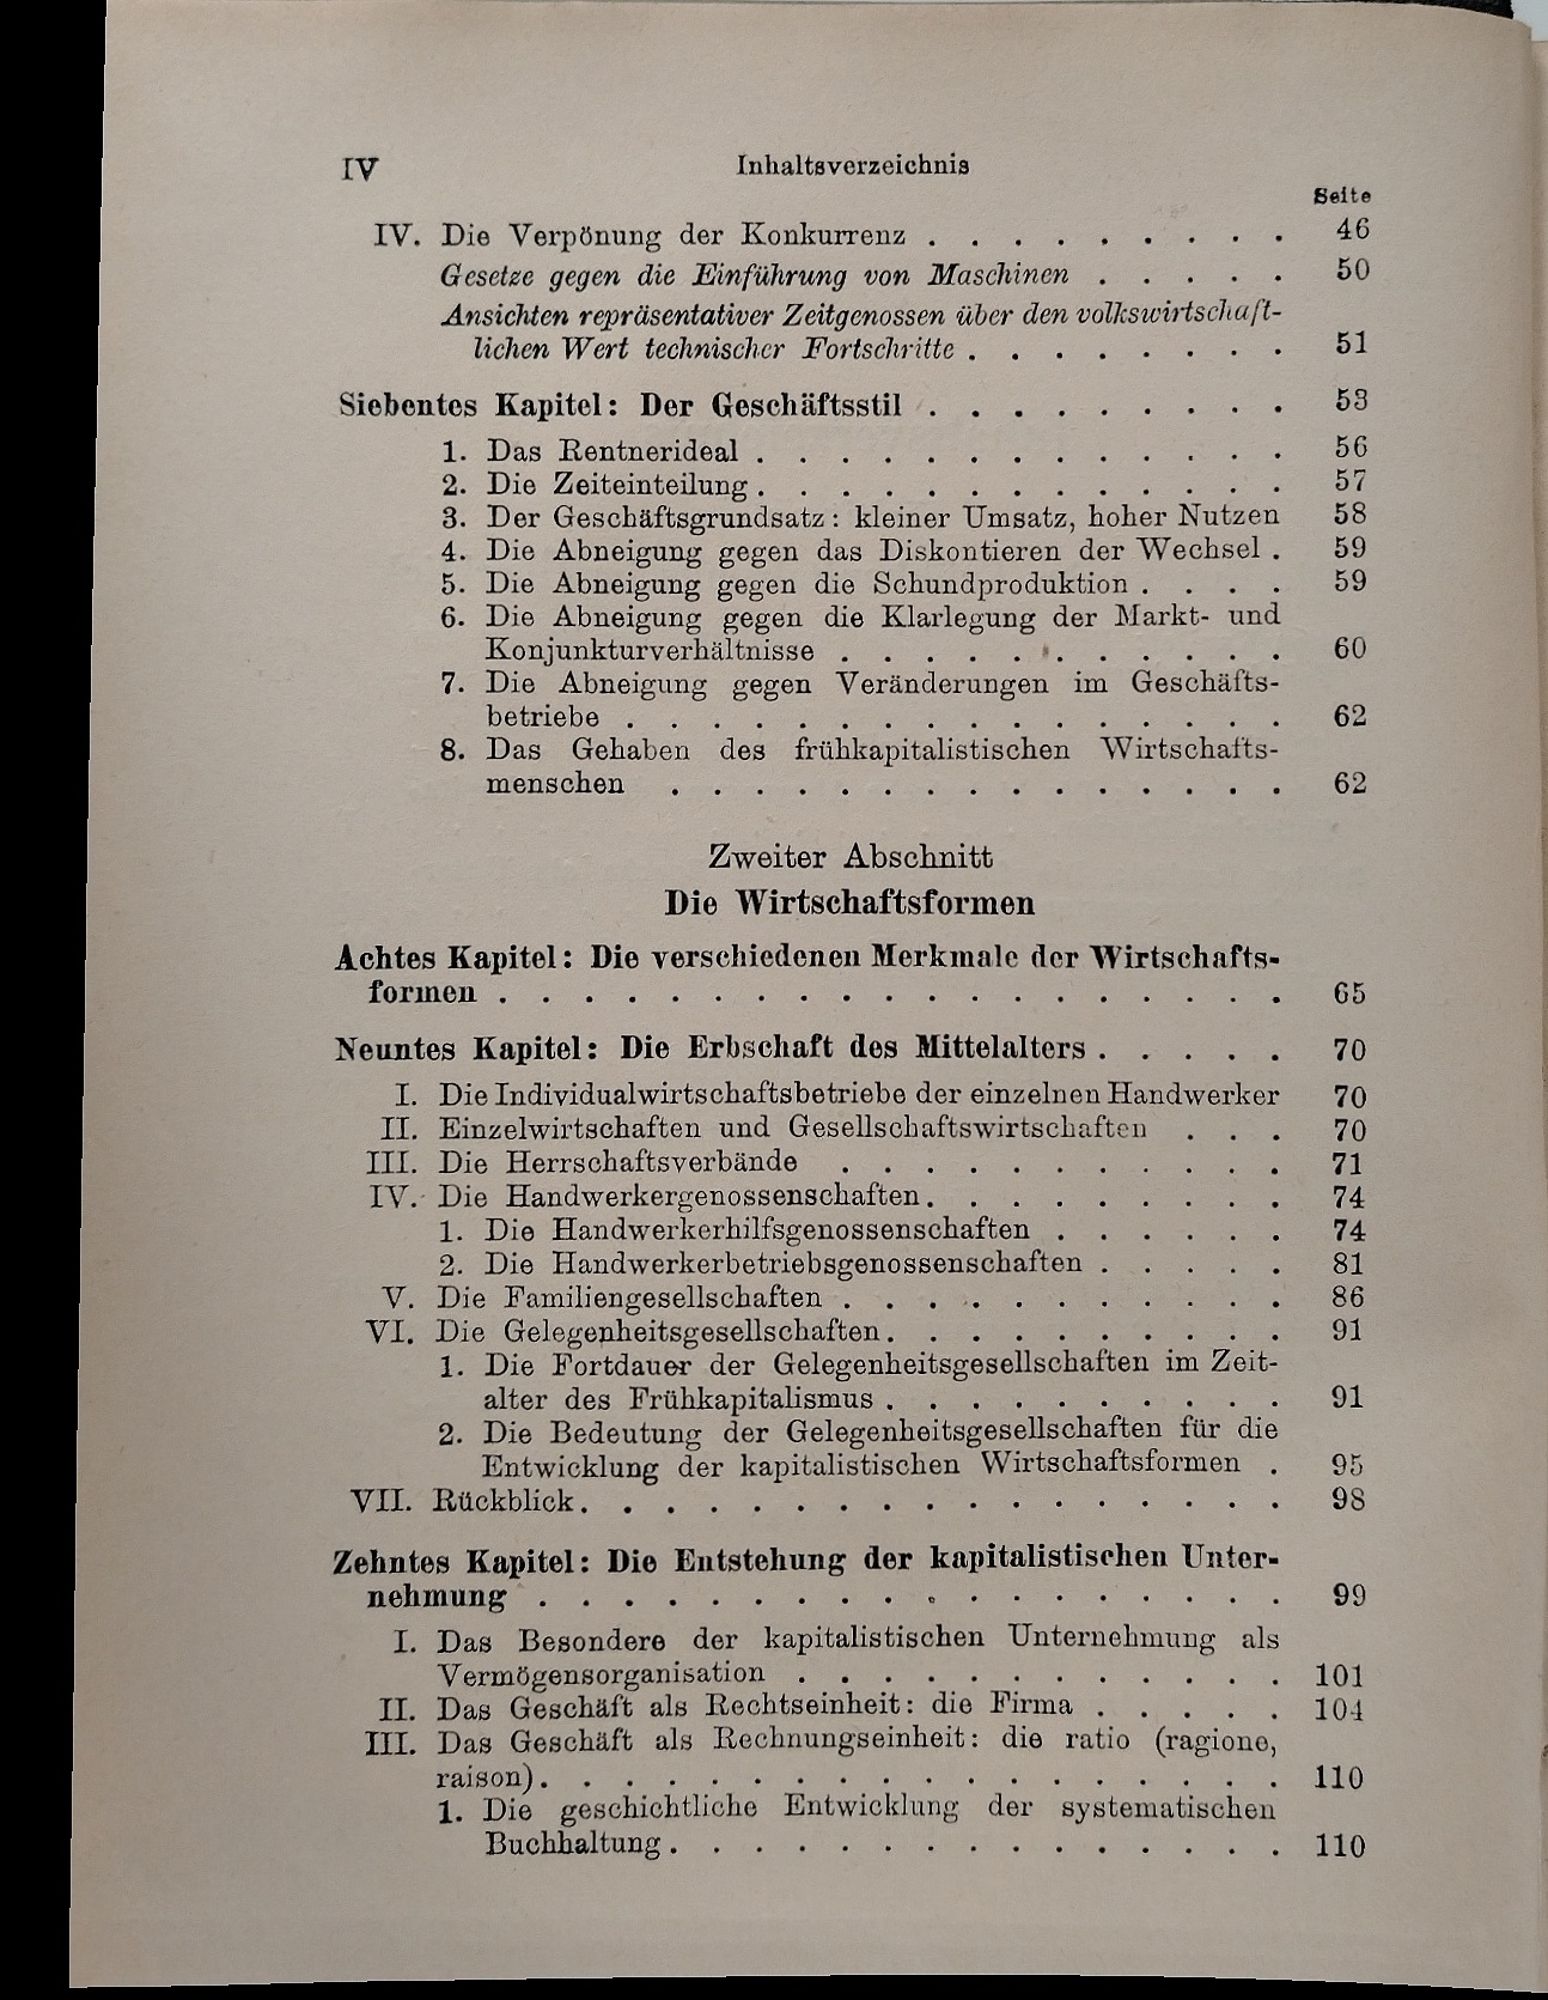 IV Inhaltsverzeichnis
Seite
IV. Die Verpönung der Konkurrenz . . . . . . . . . 46
Gesetze gegen die Einführung von Maschinen . . . . . 50
Ansichten repräsentativer Zeitgenossen über den volkswirtschaft-
lichen Wert technischer Fortschritte . . . . . . . . 51
Siebentes Kapitel: Der Geschäftsstil . . . . . . . . . 53
1. Das Rentnerideal . . . . . . . . . . . . . 56
2. Die Zeiteinteilung . . . . . . . . . . . . . 57
3. Der Geschäftsgrundsatz: kleiner Umsatz, hoher Nutzen 58
4. Die Abneigung gegen das Diskontieren der Wechsel . 59
5. Die Abneigung gegen die Schundproduktion . . . . 59
6. Die Abneigung gegen die Klarlegung der Markt- und
Konjunkturverhältnisse . . . . . . . . . . . 60
7. Die Abneigung gegen Veränderungen im Geschäfts-
betriebe . . . . . . . . . . . . . . . . 62
8. Das Gehaben des frühkapitalistischen Wirtschafts-
menschen . . . . . . . . . . . . . . . 62
Zweiter Abschnitt
Die Wirtschaftsformen
Achtes Kapitel: Die verschiedenen Merkmale der Wirtschafts-
formen . . . . . . . . . . . . . . . . . . . 65
Neuntes Kapitel: Die Erbschaft des Mittelalters . . . . . 70
I. Die Individualwirtschaftsbetriebe der einzelnen Handwerker 70
II. Einzelwirtschaften und Gesellschaftswirtschaften . . . 70
III. Die Herrschaftsverbände . . . . . . . . . . . 71
IV. Die Handwerkergenossenschaften . . . . . . . . . 74
1. Die Handwerkerhilfsgenossenschaften . . . . . . 74
2. Die Handwerkerbetriebsgenossenschaften . . . . . 81
V. Die Familiengesellschaften . . . . . . . . . . . 86
VI. Die Gelegenheitsgesellschaften . . . . . . . . . . 91
1. Die Fortdauer der Gelegenheitsgesellschaften im Zeit-
alter des Frühkapitalismus . . . . . . . . . . 91
2. Die Bedeutung der Gelegenheitsgesellschaften für die
Entwicklung der kapitalistischen Wirtschaftsformen . 95
VII. Rückblick . . . . . . . . . . . . . . . . . 98
Zehntes Kapitel: Die Entstehung der kapitalistischen Unter-
nehmung . . . . . . . . . . . . . . . . . . 99
I. Das Besondere der kapitalistischen Unternehmung als
Vermögensorganisation . . . . . . . . . . . . 101
II. Das Geschäft als Rechtseinheit: die Firma . . . . . 104
III. Das Geschäft als Rechnungseinheit: die ratio (ragione,
raison) . . . . . . . . . . . . . . . . . . 110
1. Die geschichtliche Entwicklung der systematischen
Buchhaltung . . . . . . . . . . . . . . . 110